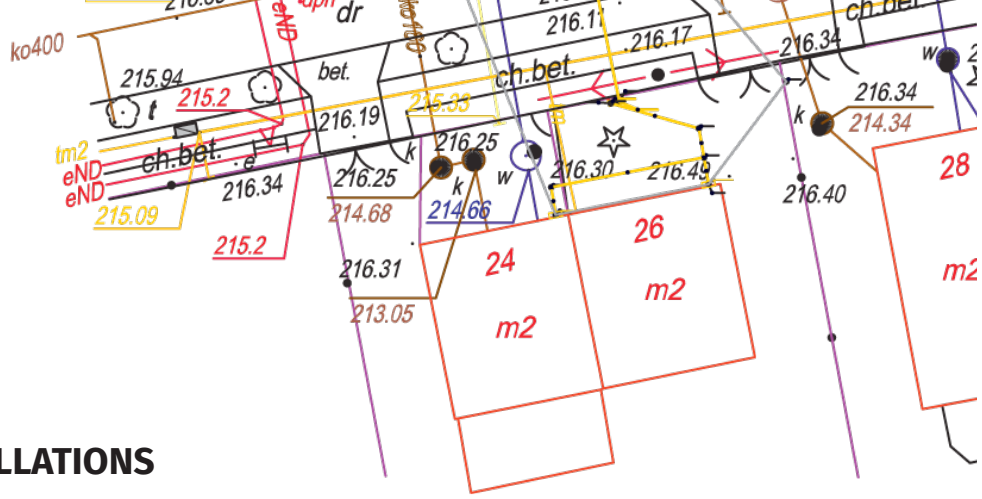 dr
ko400
216.17
216.17
ch.bet.
216.34
215.94
bet.
ch.bet.
w
215.2
t
215.33
216.34
216.19
B
k
214.34
tm2
ch.bet.
e
k
216.25
28
eND
216.30
216.49
eND
216.34
216.25
k
w
216.40
215.09
214.68
214.66
26
215.2
24
216.31
m2
m2
213.05
m2
LLATIONS